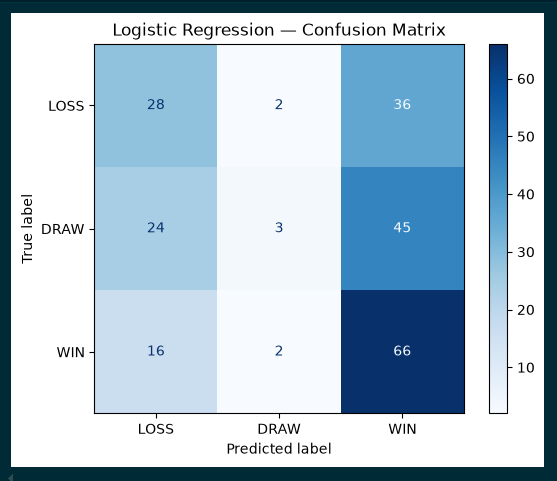 Logistic Regression — Confusion Matrix
LOSS 28 2 36
DRAW 24 3 45
WIN 16 2 66
LOSS DRAW WIN
Predicted label
True label
60
50
40
30
20
10